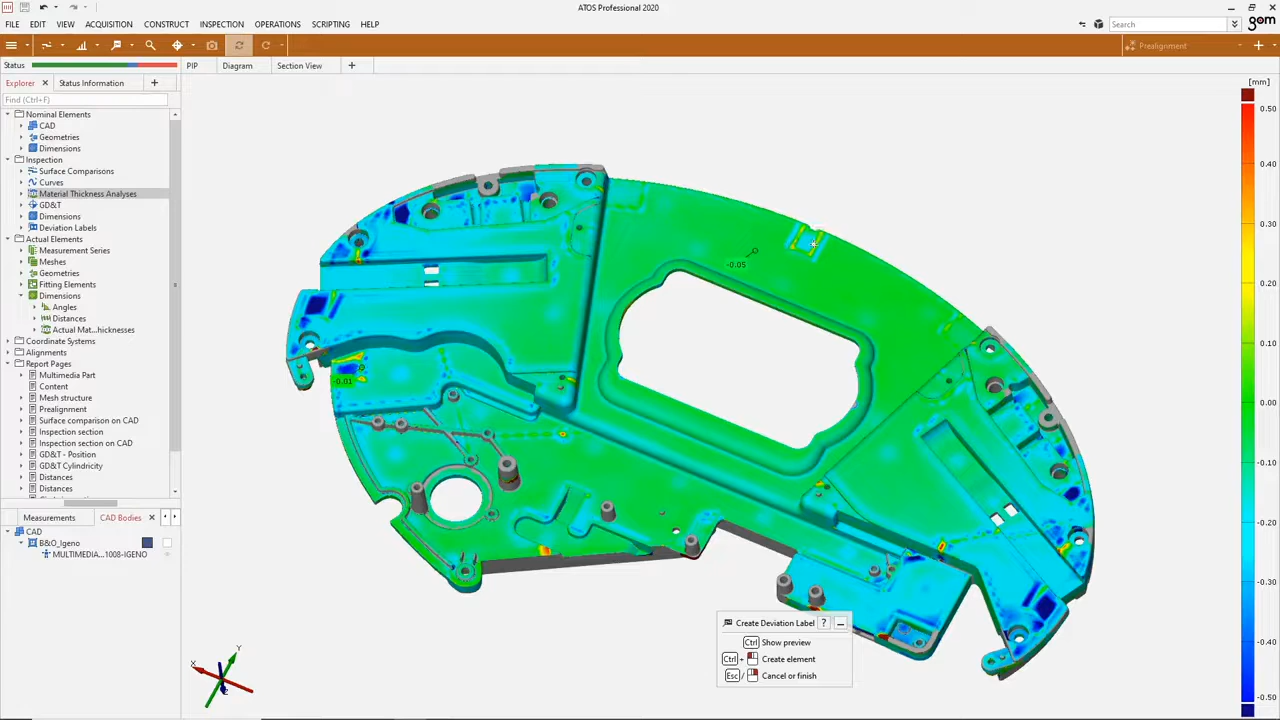 ATOS Professional 2020
FILE EDIT VIEW ACQUISITION CONSTRUCT INSPECTION OPERATIONS SCRIPTING HELP
Search
gom
Prealignment
Status
PIP Diagram Section View
Explorer Status Information
Find (Ctrl+F)
Nominal Elements
CAD
Geometries
Dimensions
Inspection
Surface Comparisons
Curves
Material Thickness Analyses
GD&T
Dimensions
Deviation Labels
Actual Elements
Measurement Series
Meshes
Geometries
Fitting Elements
Dimensions
Angles
Distances
Actual Mat...hicknesses
Coordinate Systems
Alignments
Report Pages
Multimedia Part
Content
Mesh structure
Prealignment
Surface comparison on CAD
Inspection section
Inspection section on CAD
GD&T - Position
GD&T Cylindricity
Distances
Distances
Measurements CAD Bodies
CAD
B&O_Igeno
MULTIMEDIA...1008-IGENO
-0.05
-0.01
X
Y
Create Deviation Label ?
Ctrl Show preview
Ctrl + Create element
Esc / Cancel or finish
[mm]
0.50
0.40
0.30
0.20
0.10
0.00
-0.10
-0.20
-0.30
-0.40
-0.50